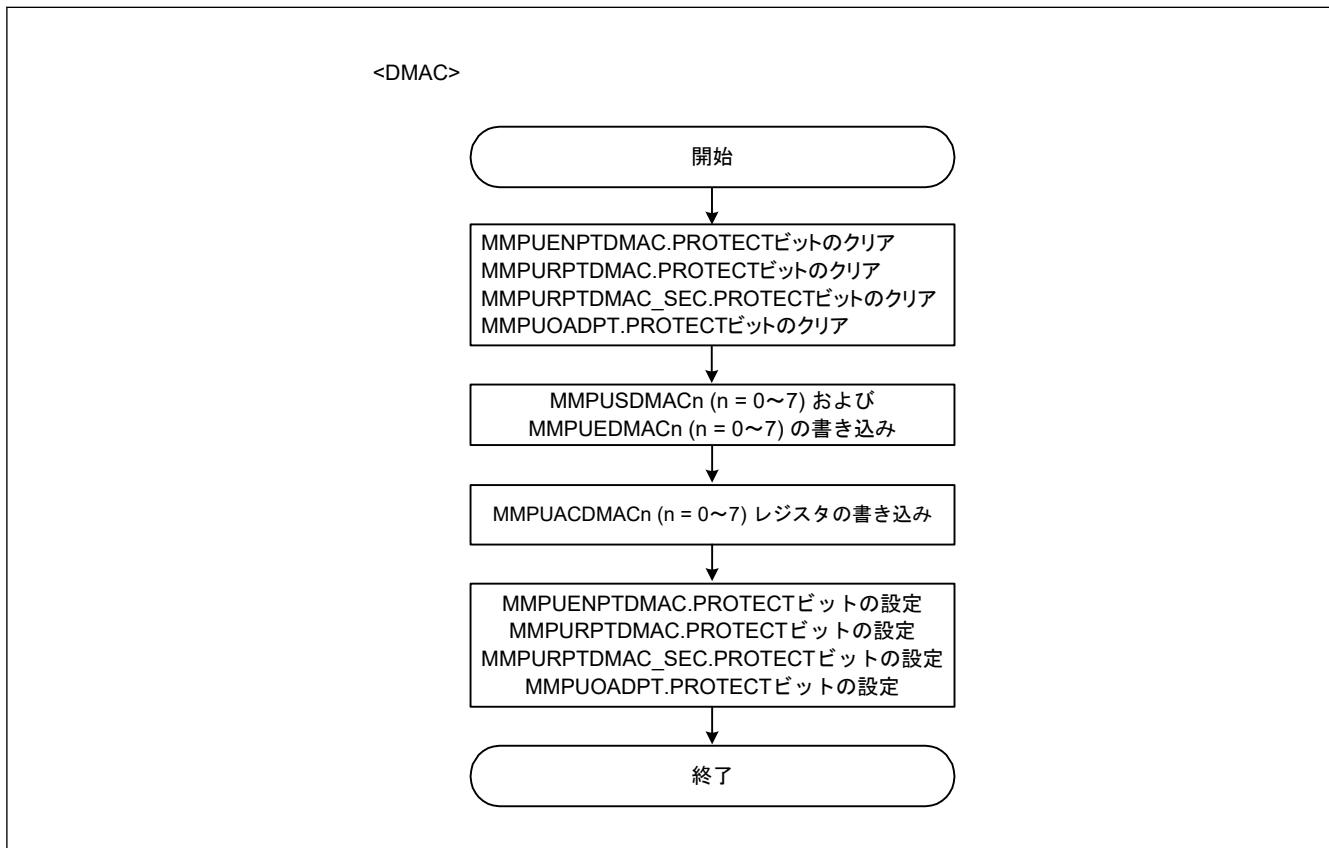 <DMAC>
開始
MMPUENPTDMAC.PROTECTビットのクリア
MMPURPTDMAC.PROTECTビットのクリア
MMPURPTDMAC_SEC.PROTECTビットのクリア
MMPUOADPT.PROTECTビットのクリア
MMPUSDMACn (n = 0～7) および
MMPUEDMACn (n = 0～7) の書き込み
MMPUACDMACn (n = 0～7) レジスタの書き込み
MMPUENPTDMAC.PROTECTビットの設定
MMPURPTDMAC.PROTECTビットの設定
MMPURPTDMAC_SEC.PROTECTビットの設定
MMPUOADPT.PROTECTビットの設定
終了